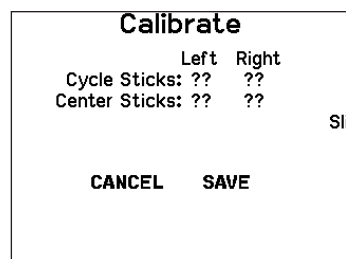 Calibrate
Left Right
Cycle Sticks: ?? ??
Center Sticks: ?? ??
CANCEL SAVE